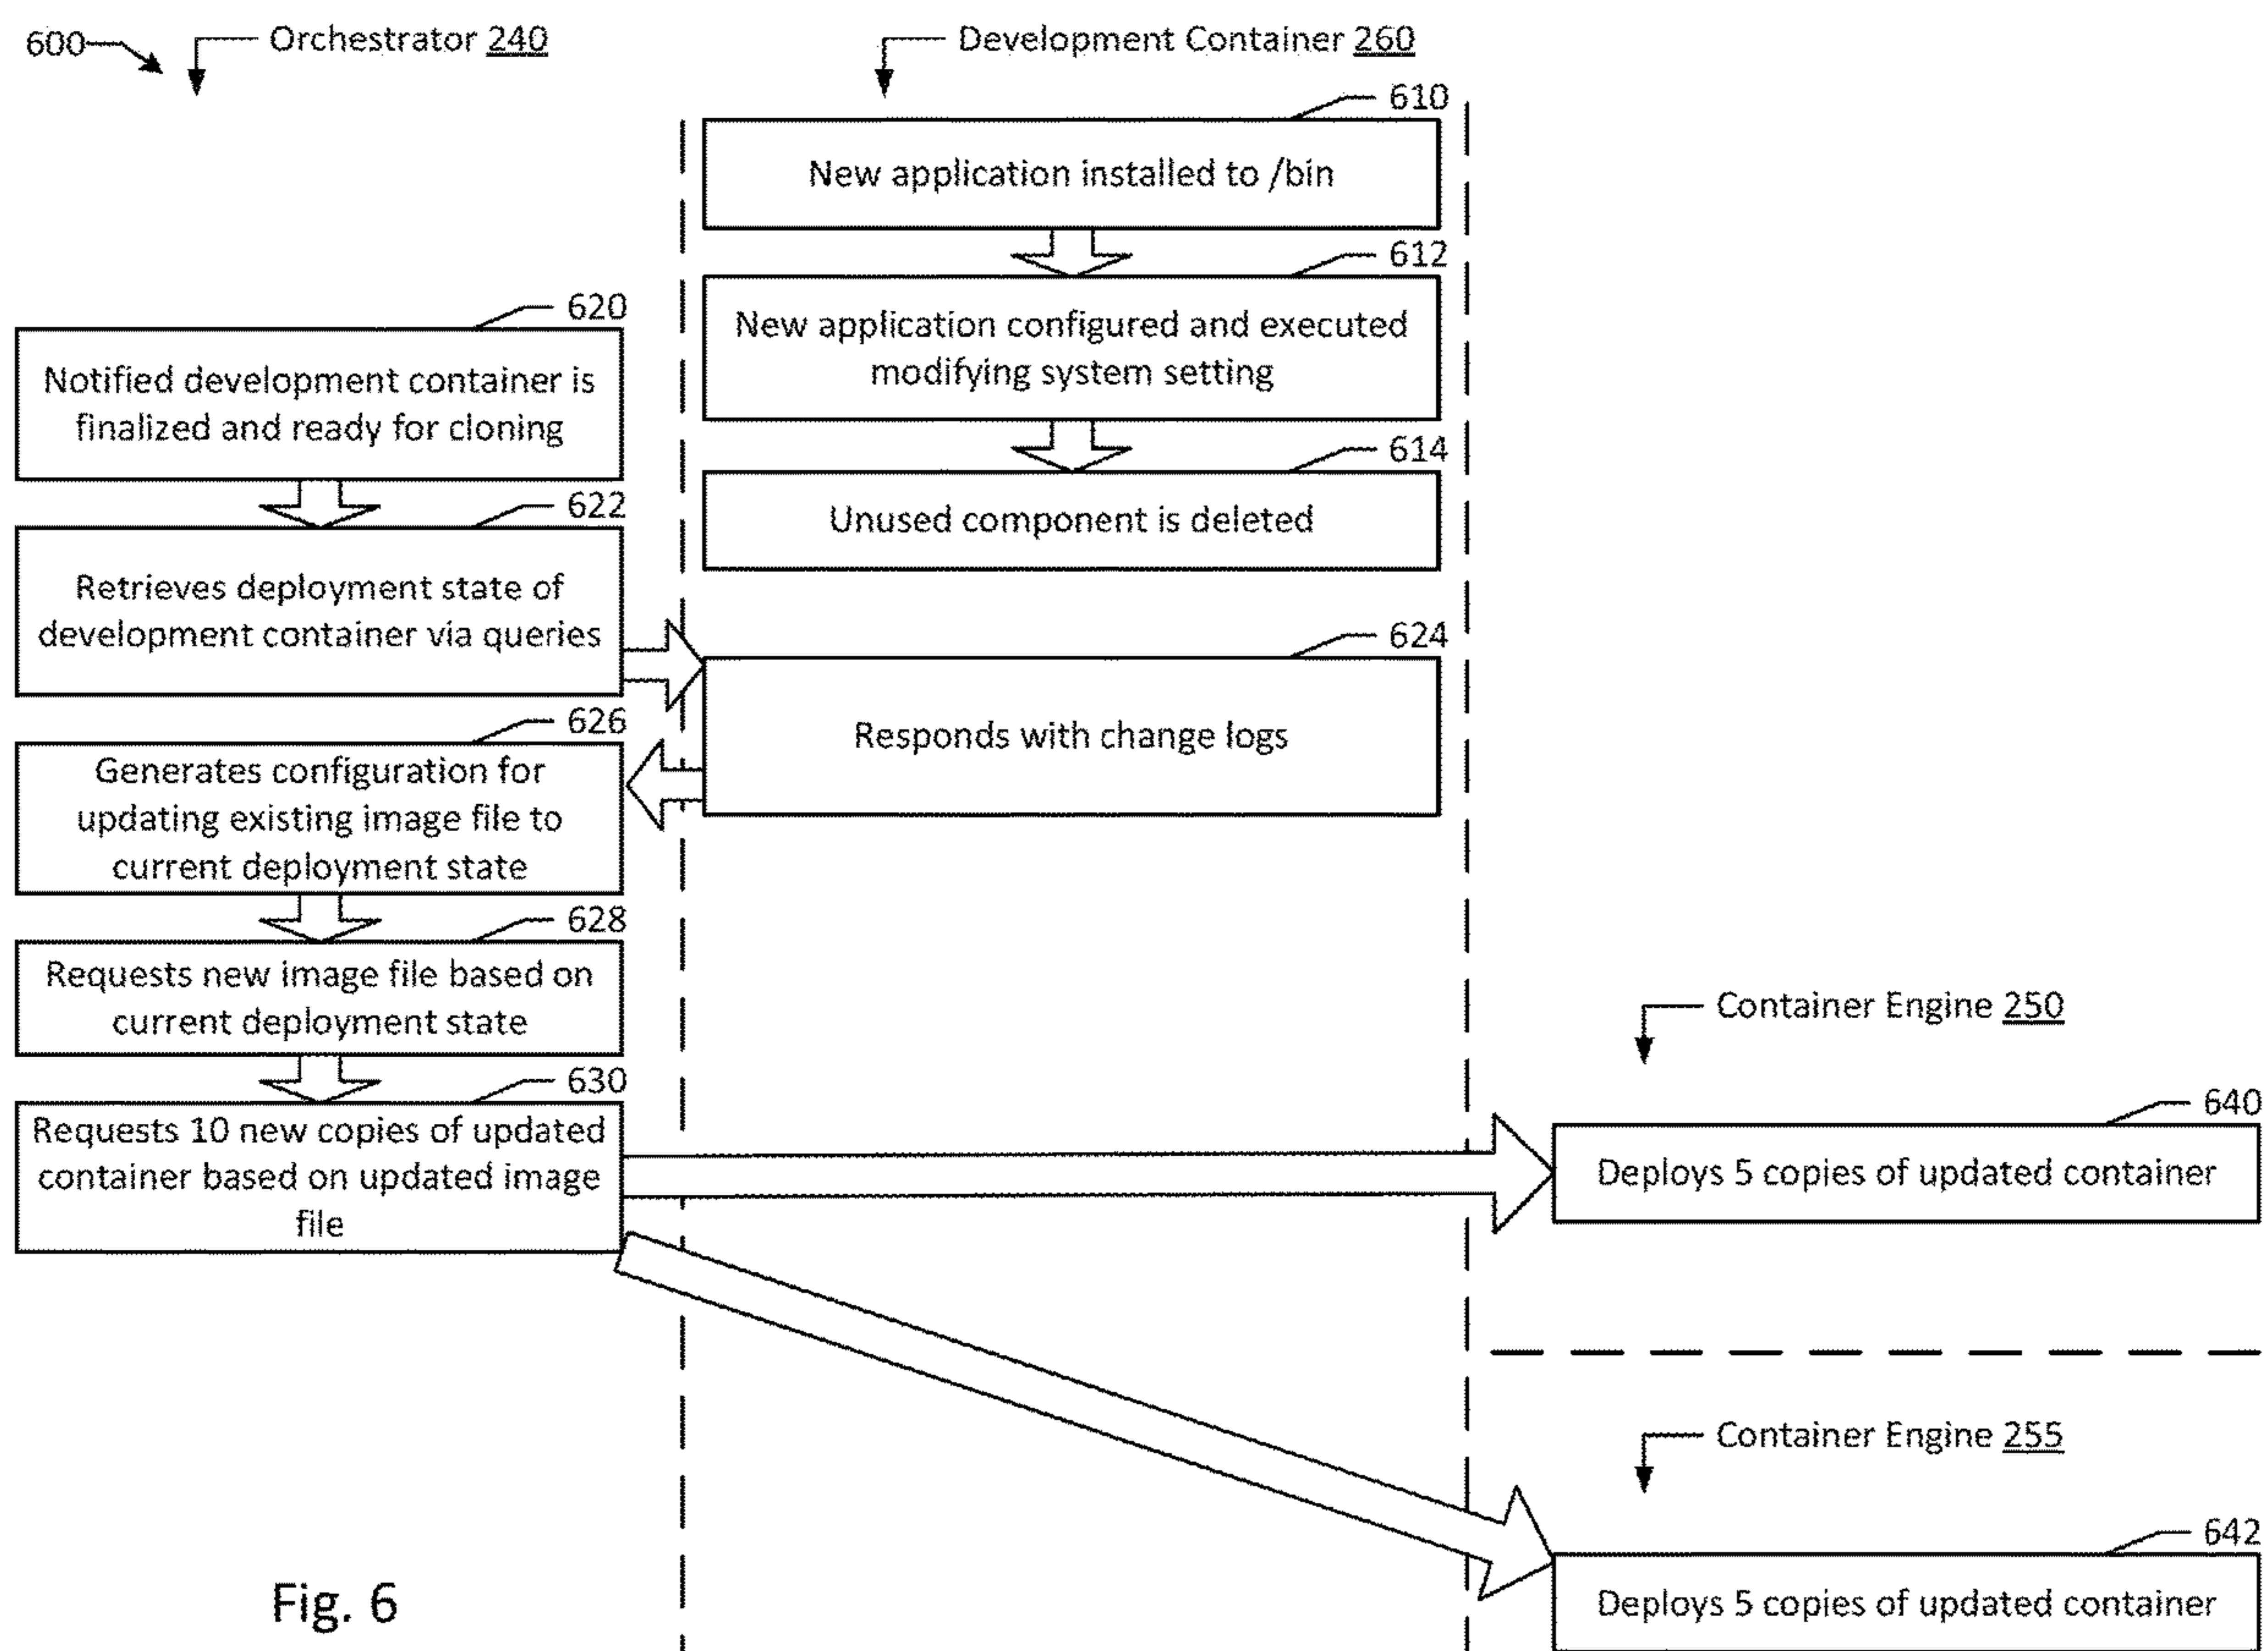 600
Orchestrator 240
Development Container 260
610
New application installed to /bin
612
New application configured and executed
modifying system setting
614
Unused component is deleted
620
Notified development container is
finalized and ready for cloning
622
Retrieves deployment state of
development container via queries
624
Responds with change logs
626
Generates configuration for
updating existing image file to
current deployment state
628
Requests new image file based on
current deployment state
630
Requests 10 new copies of updated
container based on updated image
file
Container Engine 250
640
Deploys 5 copies of updated container
Container Engine 255
642
Deploys 5 copies of updated container
Fig. 6